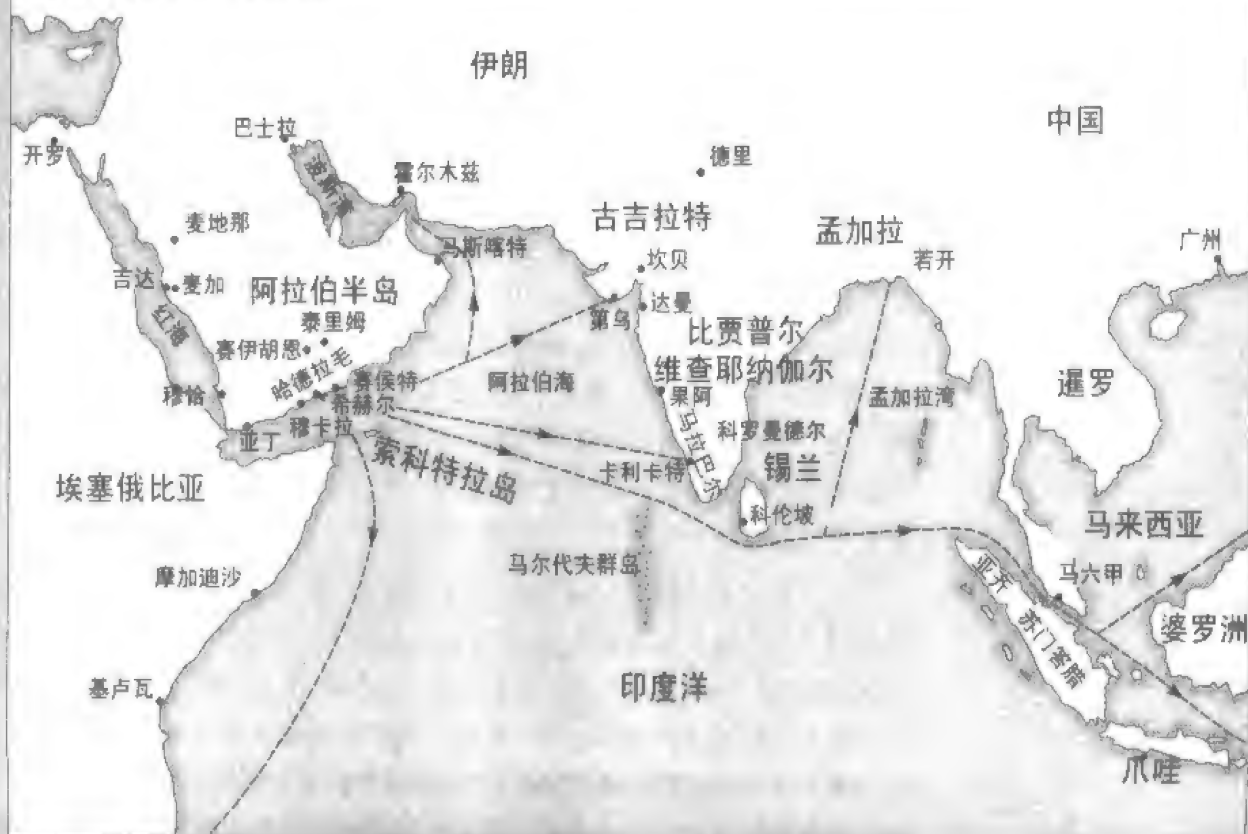 伊朗
中国
巴士拉
开罗
波斯湾
霍尔木兹
德里
古吉拉特
孟加拉
麦地那
广州
马斯喀特
坎贝
若开
吉达
麦加
阿拉伯半岛
红海
泰里姆
第乌
达曼
比贾普尔
赛伊胡恩
维查耶纳伽尔
哈德拉毛
赛侯特
阿拉伯海
暹罗
穆哈
希赫尔
果阿
孟加拉湾
亚丁
穆卡拉
马拉巴尔
科罗曼德尔
索科特拉岛
卡利卡特
锡兰
埃塞俄比亚
科伦坡
马来西亚
摩加迪沙
马尔代夫群岛
亚齐
马六甲
苏门答腊
婆罗洲
基卢瓦
印度洋
爪哇